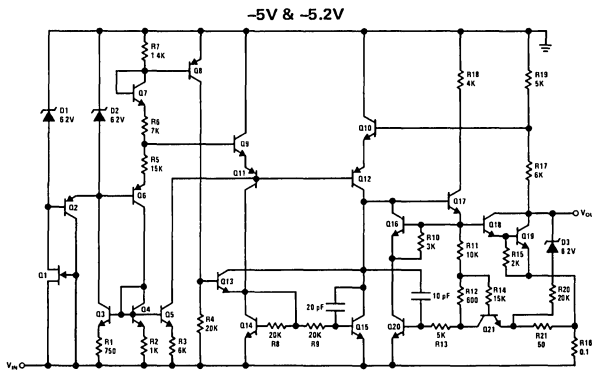 −5V & −5.2V
R7
1 4K
Q8
R18
4K
R19
5K
D1
6 2V
D2
6 2V
Q7
R6
7K
Q9
Q10
R5
15K
R17
6K
Q2
Q6
Q11
Q12
Q17
VOU
Q16
R10
3K
Q18
Q19
R11
10K
R15
2K
D3
6 2V
Q1
Q13
20 pF
10 pF
R12
600
R14
15K
R20
20K
Q3
Q4
Q5
R4
20K
Q14
20K
R8
20K
R9
Q15
Q20
5K
R13
Q21
R21
50
R16
0.1
R1
750
R2
1K
R3
6K
VIN